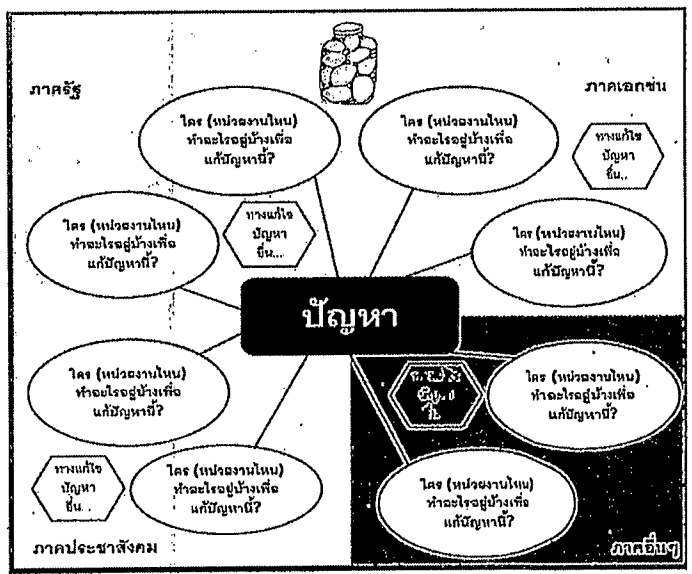 ภาครัฐ
ภาคเอกชน
ใคร (หน่วยงานไหน)
ทำอะไรอยู่บ้างเพื่อ
แก้ปัญหานี้?
ใคร (หน่วยงานไหน)
ทำอะไรอยู่บ้างเพื่อ
แก้ปัญหานี้?
ทางแก้ไข
ปัญหา
อื่น..
ใคร (หน่วยงานไหน)
ทำอะไรอยู่บ้างเพื่อ
แก้ปัญหานี้?
ทางแก้ไข
ปัญหา
อื่น...
ใคร (หน่วยงานไหน)
ทำอะไรอยู่บ้างเพื่อ
แก้ปัญหานี้?
ปัญหา
ใคร (หน่วยงานไหน)
ทำอะไรอยู่บ้างเพื่อ
แก้ปัญหานี้?
ใคร (หน่วยงานไหน)
ทำอะไรอยู่บ้างเพื่อ
แก้ปัญหานี้?
ทางแก้ไข
ปัญหา
อื่น..
ใคร (หน่วยงานไหน)
ทำอะไรอยู่บ้างเพื่อ
แก้ปัญหานี้?
ใคร (หน่วยงานไหน)
ทำอะไรอยู่บ้างเพื่อ
แก้ปัญหานี้?
ภาคประชาสังคม
ภาคอื่นๆ